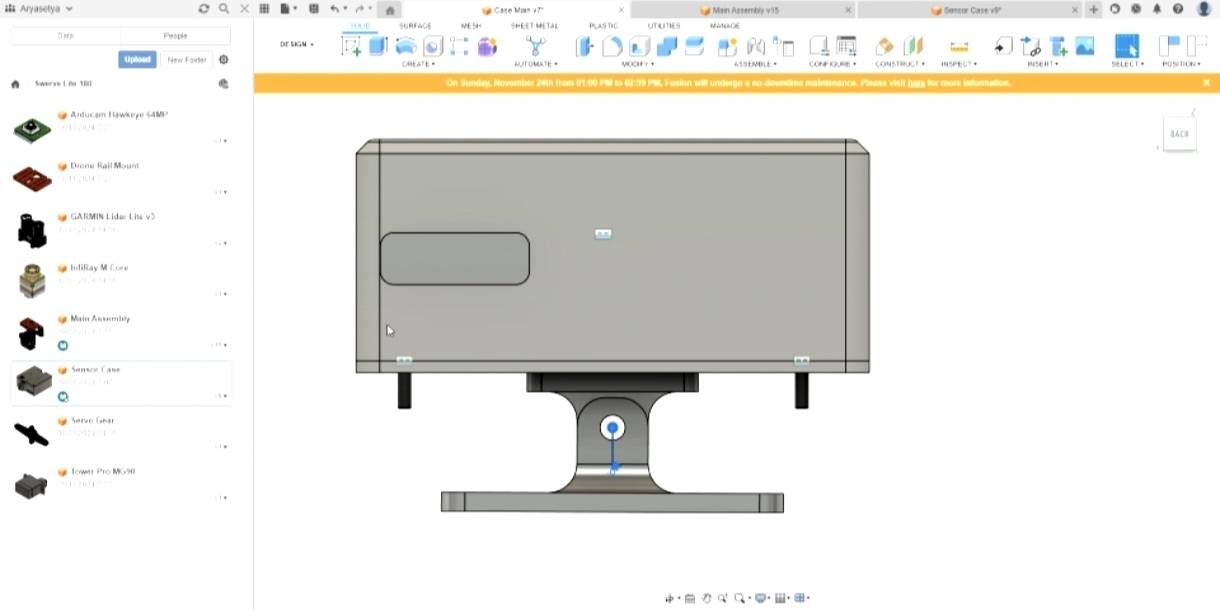 Aryasetya
Case Main v7*
Main Assembly v15
Sensor Case v9*
Data
People
Upload
New Folder
Swerve Lite 180
Arducam Hawkeye 64MP
Drone Rail Mount
GARMIN Lidar Lite v3
InfiRay M Core
Main Assembly
Sensor Case
Servo Gear
Tower Pro MG90
DESIGN
SOLID
SURFACE
MESH
SHEET METAL
PLASTIC
UTILITIES
MANAGE
CREATE
AUTOMATE
MODIFY
ASSEMBLE
CONFIGURE
CONSTRUCT
INSPECT
INSERT
SELECT
POSITION
On Sunday, November 24th from 01:00 PM to 02:59 PM, Fusion will undergo a no-downtime maintenance. Please visit here for more information.
BACK